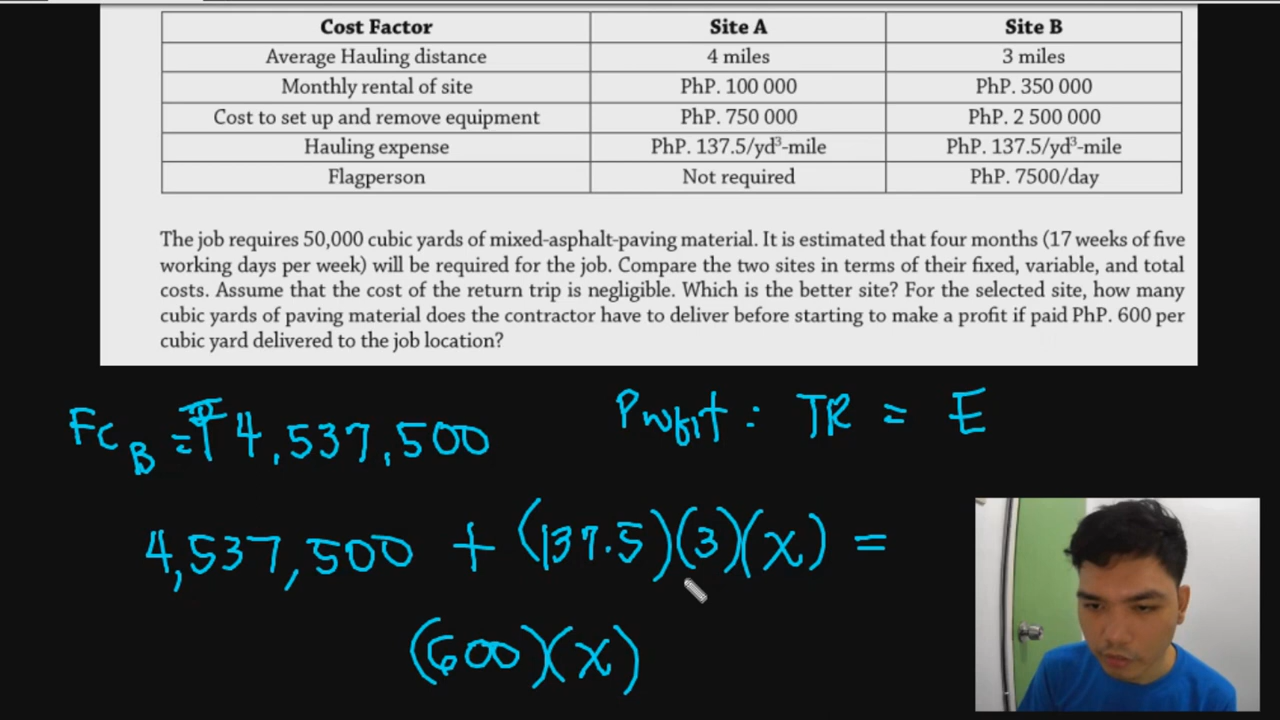 Cost Factor Site A Site B
Average Hauling distance 4 miles 3 miles
Monthly rental of site PhP. 100 000 PhP. 350 000
Cost to set up and remove equipment PhP. 750 000 PhP. 2 500 000
Hauling expense PhP. 137.5/yd³-mile PhP. 137.5/yd³-mile
Flagperson Not required PhP. 7500/day
The job requires 50,000 cubic yards of mixed-asphalt-paving material. It is estimated that four months (17 weeks of five
working days per week) will be required for the job. Compare the two sites in terms of their fixed, variable, and total
costs. Assume that the cost of the return trip is negligible. Which is the better site? For the selected site, how many
cubic yards of paving material does the contractor have to deliver before starting to make a profit if paid PhP. 600 per
cubic yard delivered to the job location?
FC_B = ₱4,537,500 Profit : TR = E
4,537,500 + (137.5)(3)(x) =
(600)(x)